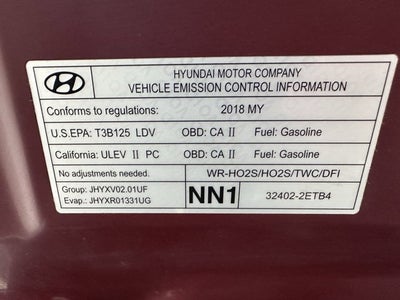 HYUNDAI MOTOR COMPANY
VEHICLE EMISSION CONTROL INFORMATION
Conforms to regulations: 2018 MY
U.S.EPA: T3B125 LDV OBD: CA II Fuel: Gasoline
California: ULEV II PC OBD: CA II Fuel: Gasoline
No adjustments needed. WR-HO2S/HO2S/TWC/DFI
Group: JHYXV02.01UF
Evap.: JHYXR01331UG
NN1
32402-2ETB4